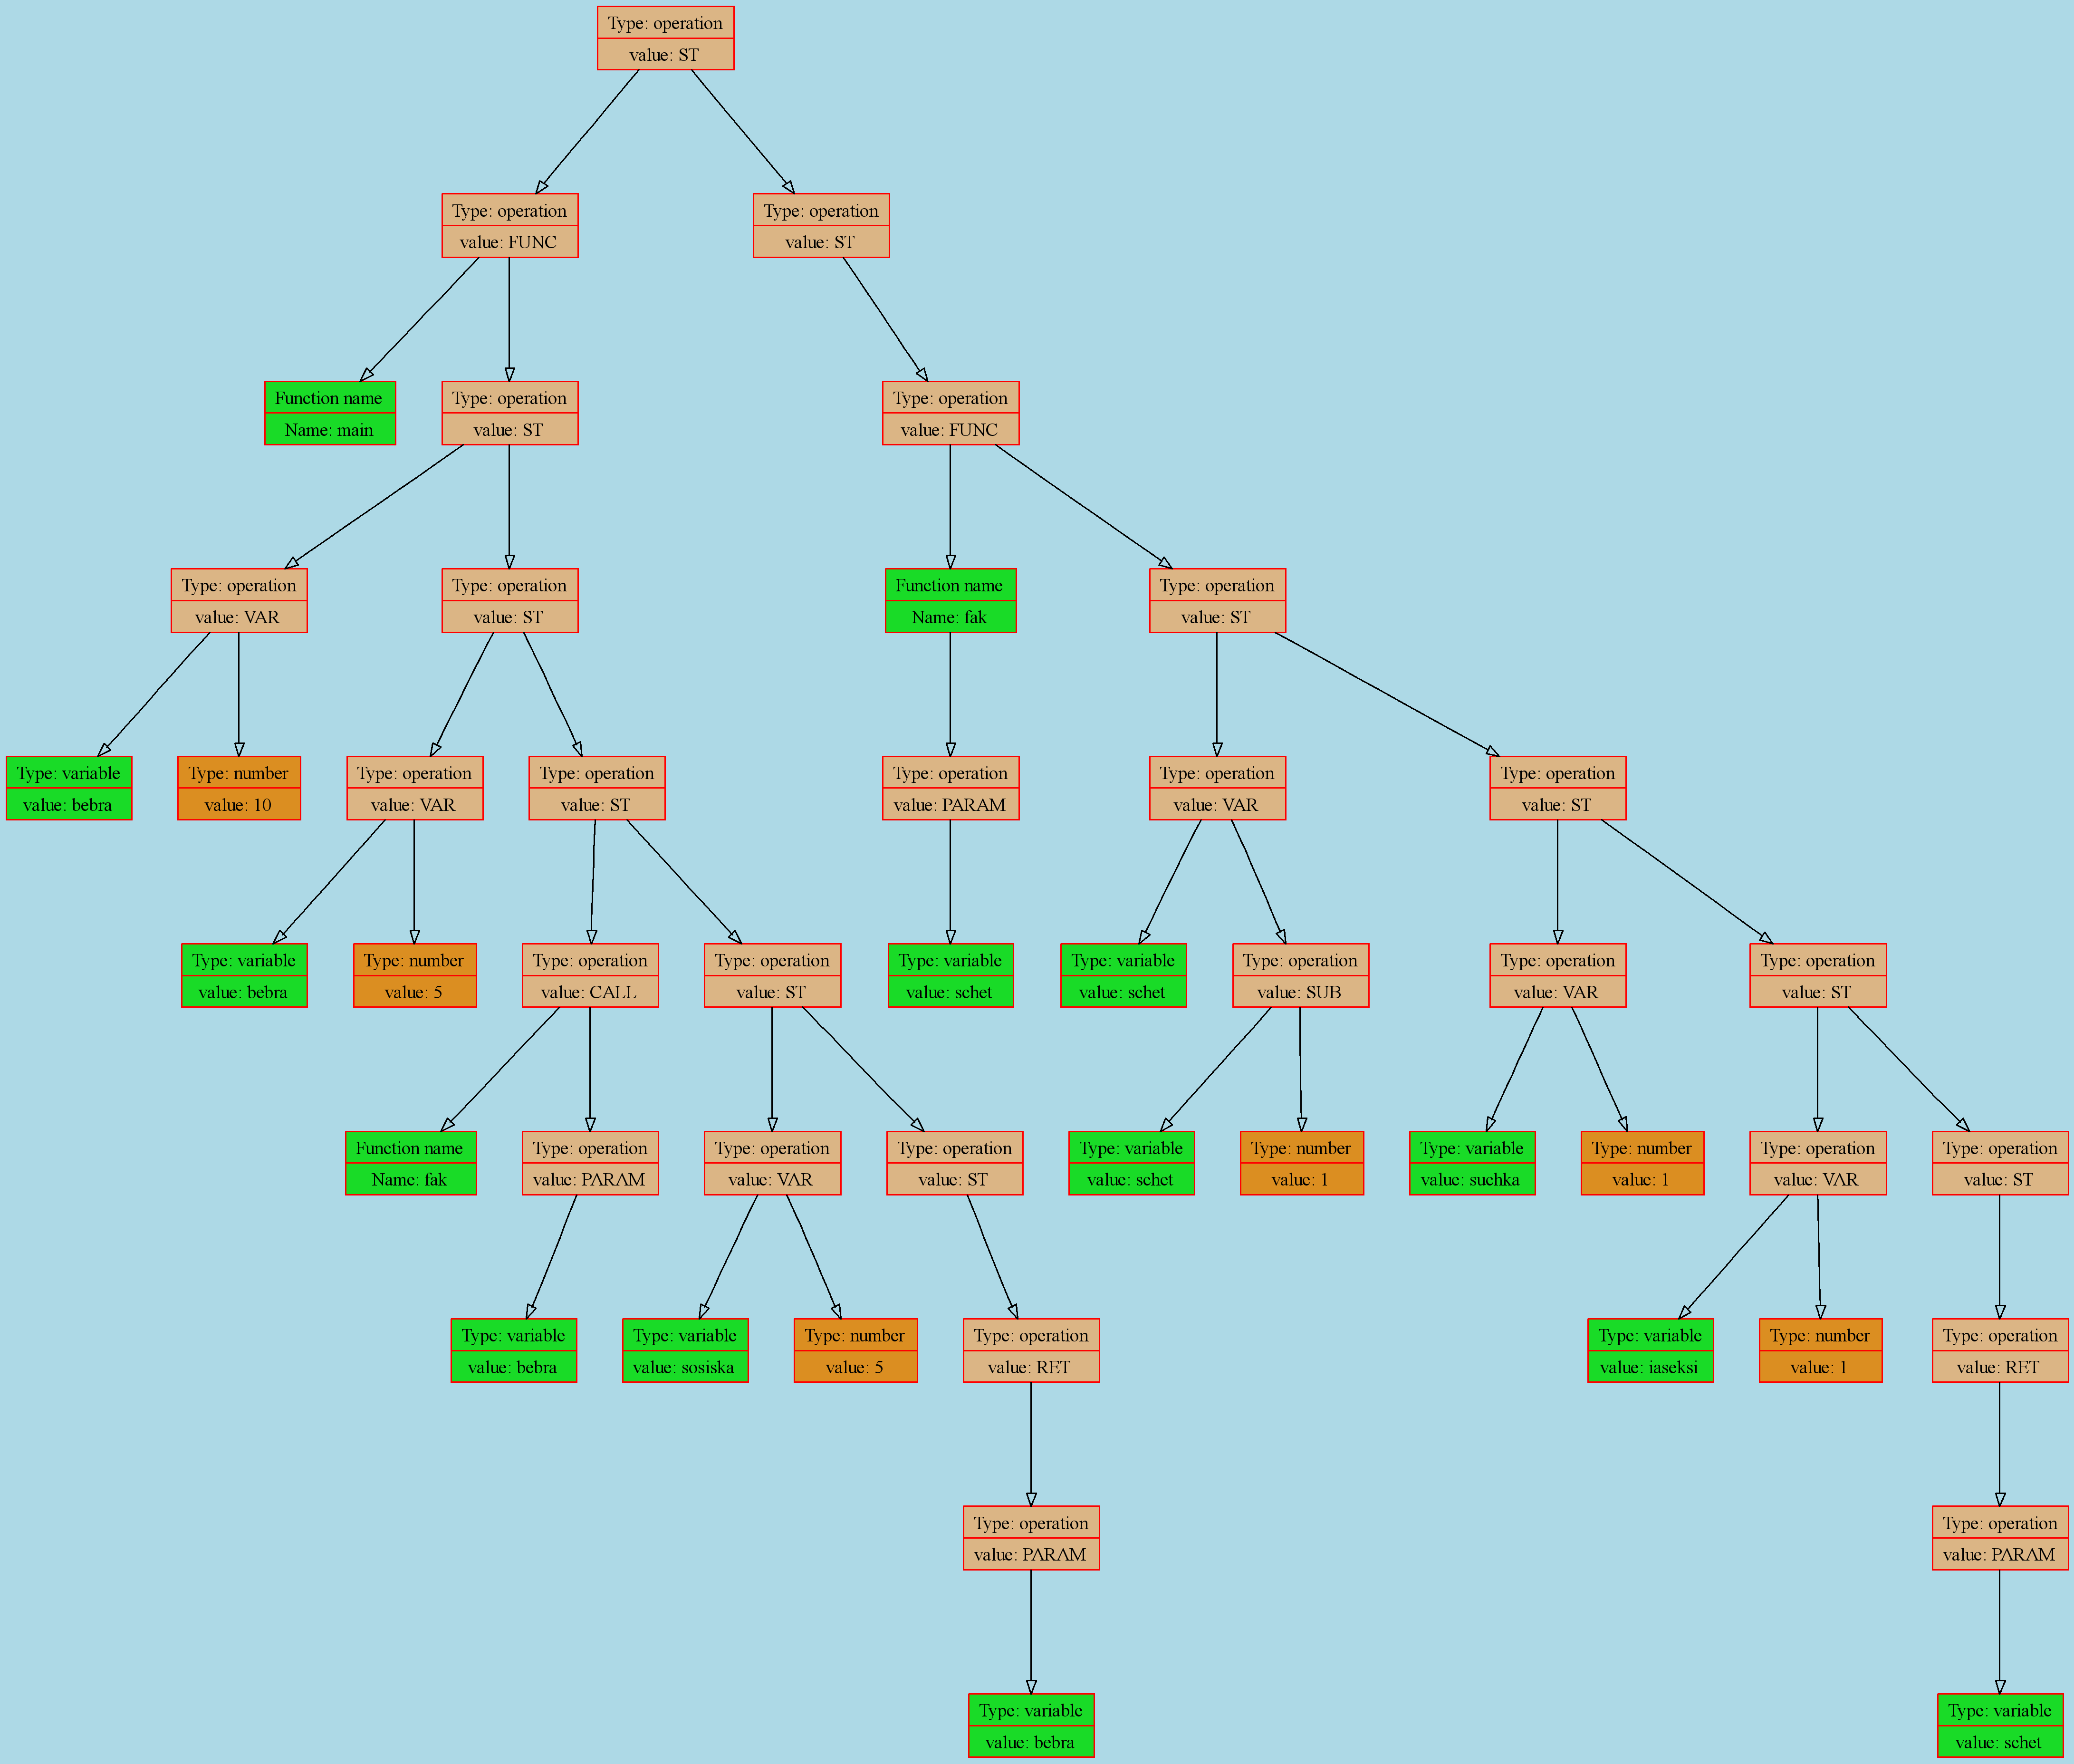 Type: operation
value: ST
Type: operation
value: FUNC
Type: operation
value: ST
Function name
Name: main
Type: operation
value: ST
Type: operation
value: FUNC
Type: operation
value: VAR
Type: operation
value: ST
Function name
Name: fak
Type: operation
value: ST
Type: variable
value: bebra
Type: number
value: 10
Type: operation
value: VAR
Type: operation
value: ST
Type: operation
value: PARAM
Type: operation
value: VAR
Type: operation
value: ST
Type: variable
value: bebra
Type: number
value: 5
Type: operation
value: CALL
Type: operation
value: ST
Type: variable
value: schet
Type: variable
value: schet
Type: operation
value: SUB
Type: operation
value: VAR
Type: operation
value: ST
Function name
Name: fak
Type: operation
value: PARAM
Type: operation
value: VAR
Type: operation
value: ST
Type: variable
value: schet
Type: number
value: 1
Type: variable
value: suchka
Type: number
value: 1
Type: operation
value: VAR
Type: operation
value: ST
Type: variable
value: bebra
Type: variable
value: sosiska
Type: number
value: 5
Type: operation
value: RET
Type: variable
value: iaseksi
Type: number
value: 1
Type: operation
value: RET
Type: operation
value: PARAM
Type: operation
value: PARAM
Type: variable
value: bebra
Type: variable
value: schet